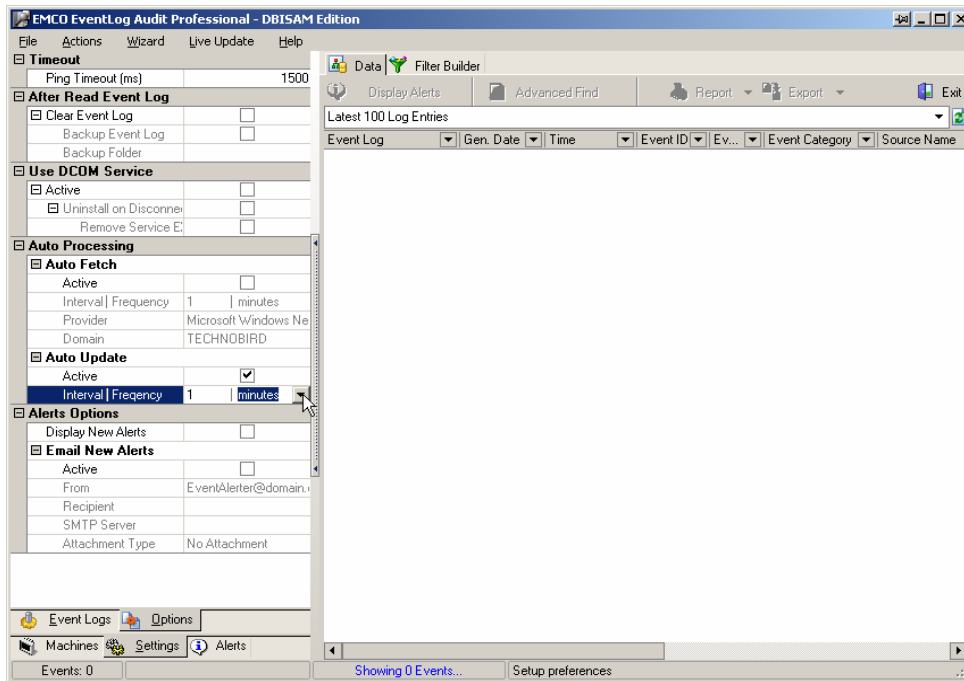 EMCO EventLog Audit Professional - DBISAM Edition
File Actions Wizard Live Update Help
Timeout
Ping Timeout (ms) 1500
After Read Event Log
Clear Event Log
Backup Event Log
Backup Folder
Use DCOM Service
Active
Uninstall on Disconne
Remove Service E
Auto Processing
Auto Fetch
Active
Interval | Frequency 1 | minutes
Provider Microsoft Windows Ne
Domain TECHNOBIRD
Auto Update
Active
Interval | Freqency 1 | minutes
Alerts Options
Display New Alerts
Email New Alerts
Active
From EventAlerter@domain.
Recipient
SMTP Server
Attachment Type No Attachment
Event Logs Options
Machines Settings Alerts
Data Filter Builder
Display Alerts Advanced Find Report Export Exit
Latest 100 Log Entries
Event Log Gen. Date Time Event ID Ev... Event Category Source Name
Events: 0 Showing 0 Events... Setup preferences